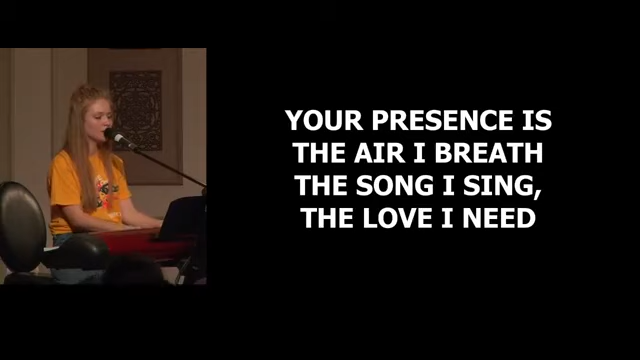 YOUR PRESENCE IS
THE AIR I BREATH
THE SONG I SING,
THE LOVE I NEED